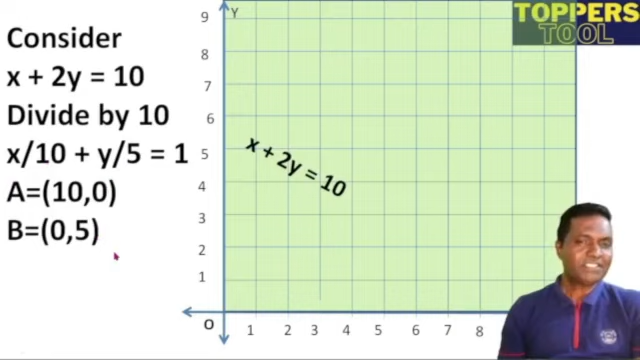 Consider
x + 2y = 10
Divide by 10
x/10 + y/5 = 1
A=(10,0)
B=(0,5)
TOPPERS
TOOL
Y
9
8
7
6
5
4
3
2
1
x + 2y = 10
O
1 2 3 4 5 6 7 8